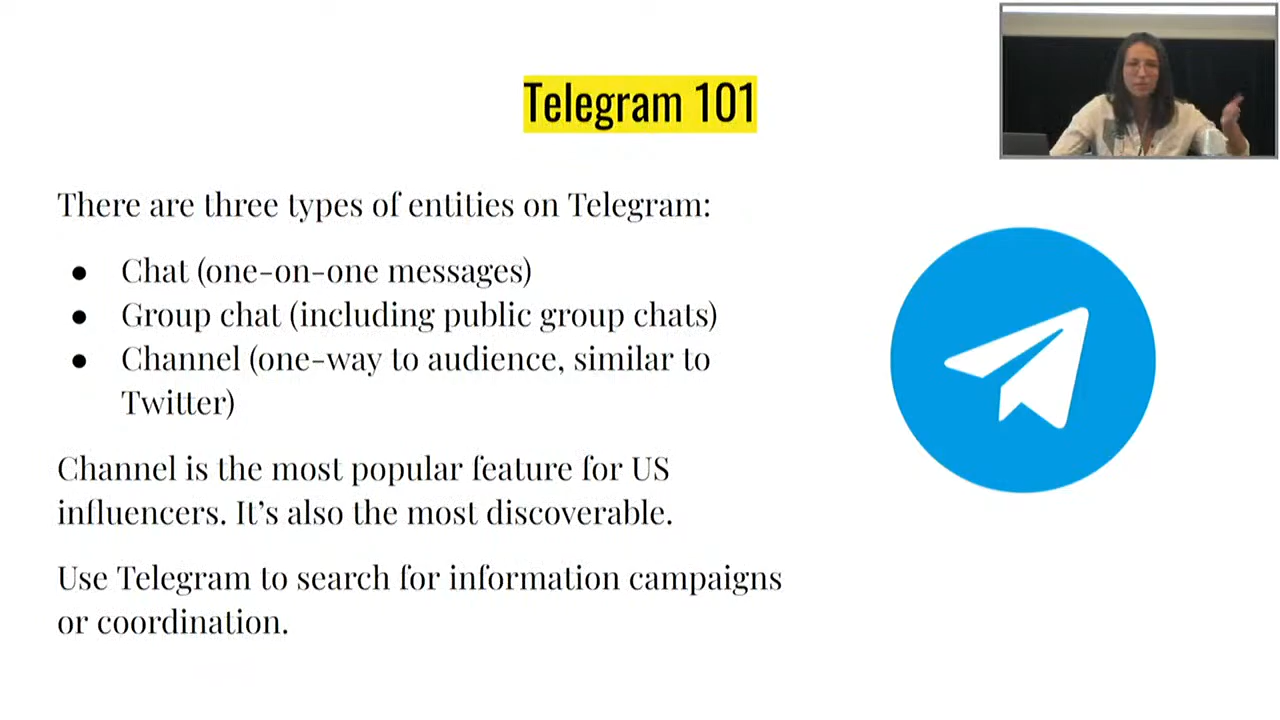 Telegram 101
There are three types of entities on Telegram:
● Chat (one-on-one messages)
● Group chat (including public group chats)
● Channel (one-way to audience, similar to
Twitter)
Channel is the most popular feature for US
influencers. It’s also the most discoverable.
Use Telegram to search for information campaigns
or coordination.